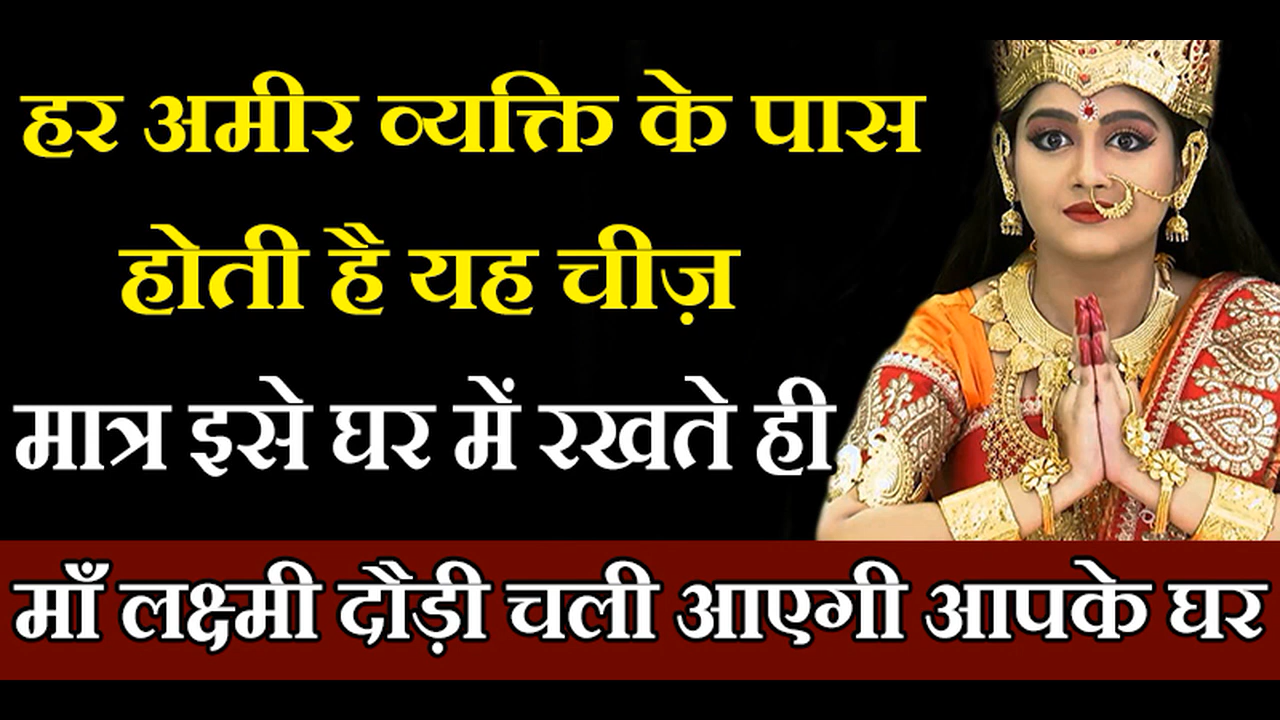 हर अमीर व्यक्ति के पास
होती है यह चीज़
मात्र इसे घर में रखते ही
माँ लक्ष्मी दौड़ी चली आएगी आपके घर